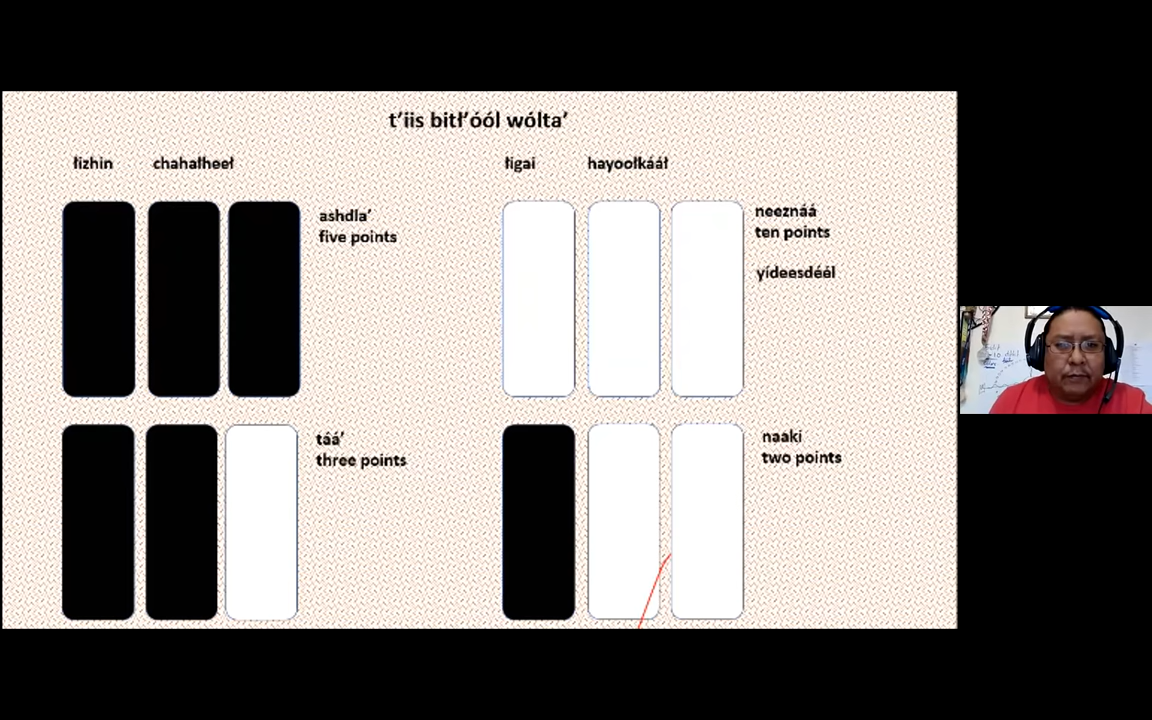 t’iis bitł’óól wólta’
łizhin chahałheeł
łigai hayoołkááł
ashdla’
five points
neeznáá
ten points
yídeesdéél
táá’
three points
naaki
two points